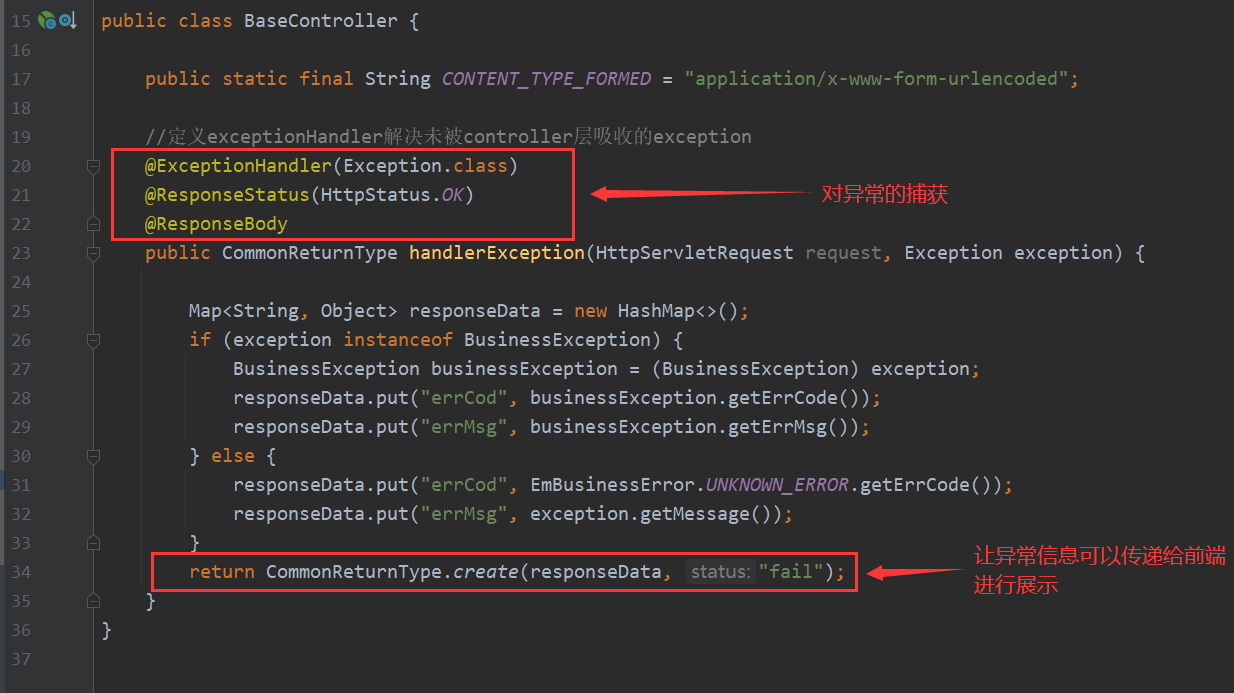 15 public class BaseController {
16
17 public static final String CONTENT_TYPE_FORMED = "application/x-www-form-urlencoded";
18
19 //定义exceptionHandler解决未被controller层吸收的exception
20 @ExceptionHandler(Exception.class)
21 @ResponseStatus(HttpStatus.OK) 对异常的捕获
22 @ResponseBody
23 public CommonReturnType handlerException(HttpServletRequest request, Exception exception) {
24
25 Map<String, Object> responseData = new HashMap<>();
26 if (exception instanceof BusinessException) {
27 BusinessException businessException = (BusinessException) exception;
28 responseData.put("errCod", businessException.getErrCode());
29 responseData.put("errMsg", businessException.getErrMsg());
30 } else {
31 responseData.put("errCod", EmBusinessError.UNKNOWN_ERROR.getErrCode());
32 responseData.put("errMsg", exception.getMessage());
33 }
34 return CommonReturnType.create(responseData, status: "fail");
让异常信息可以传递给前端
进行展示
35 }
36 }
37